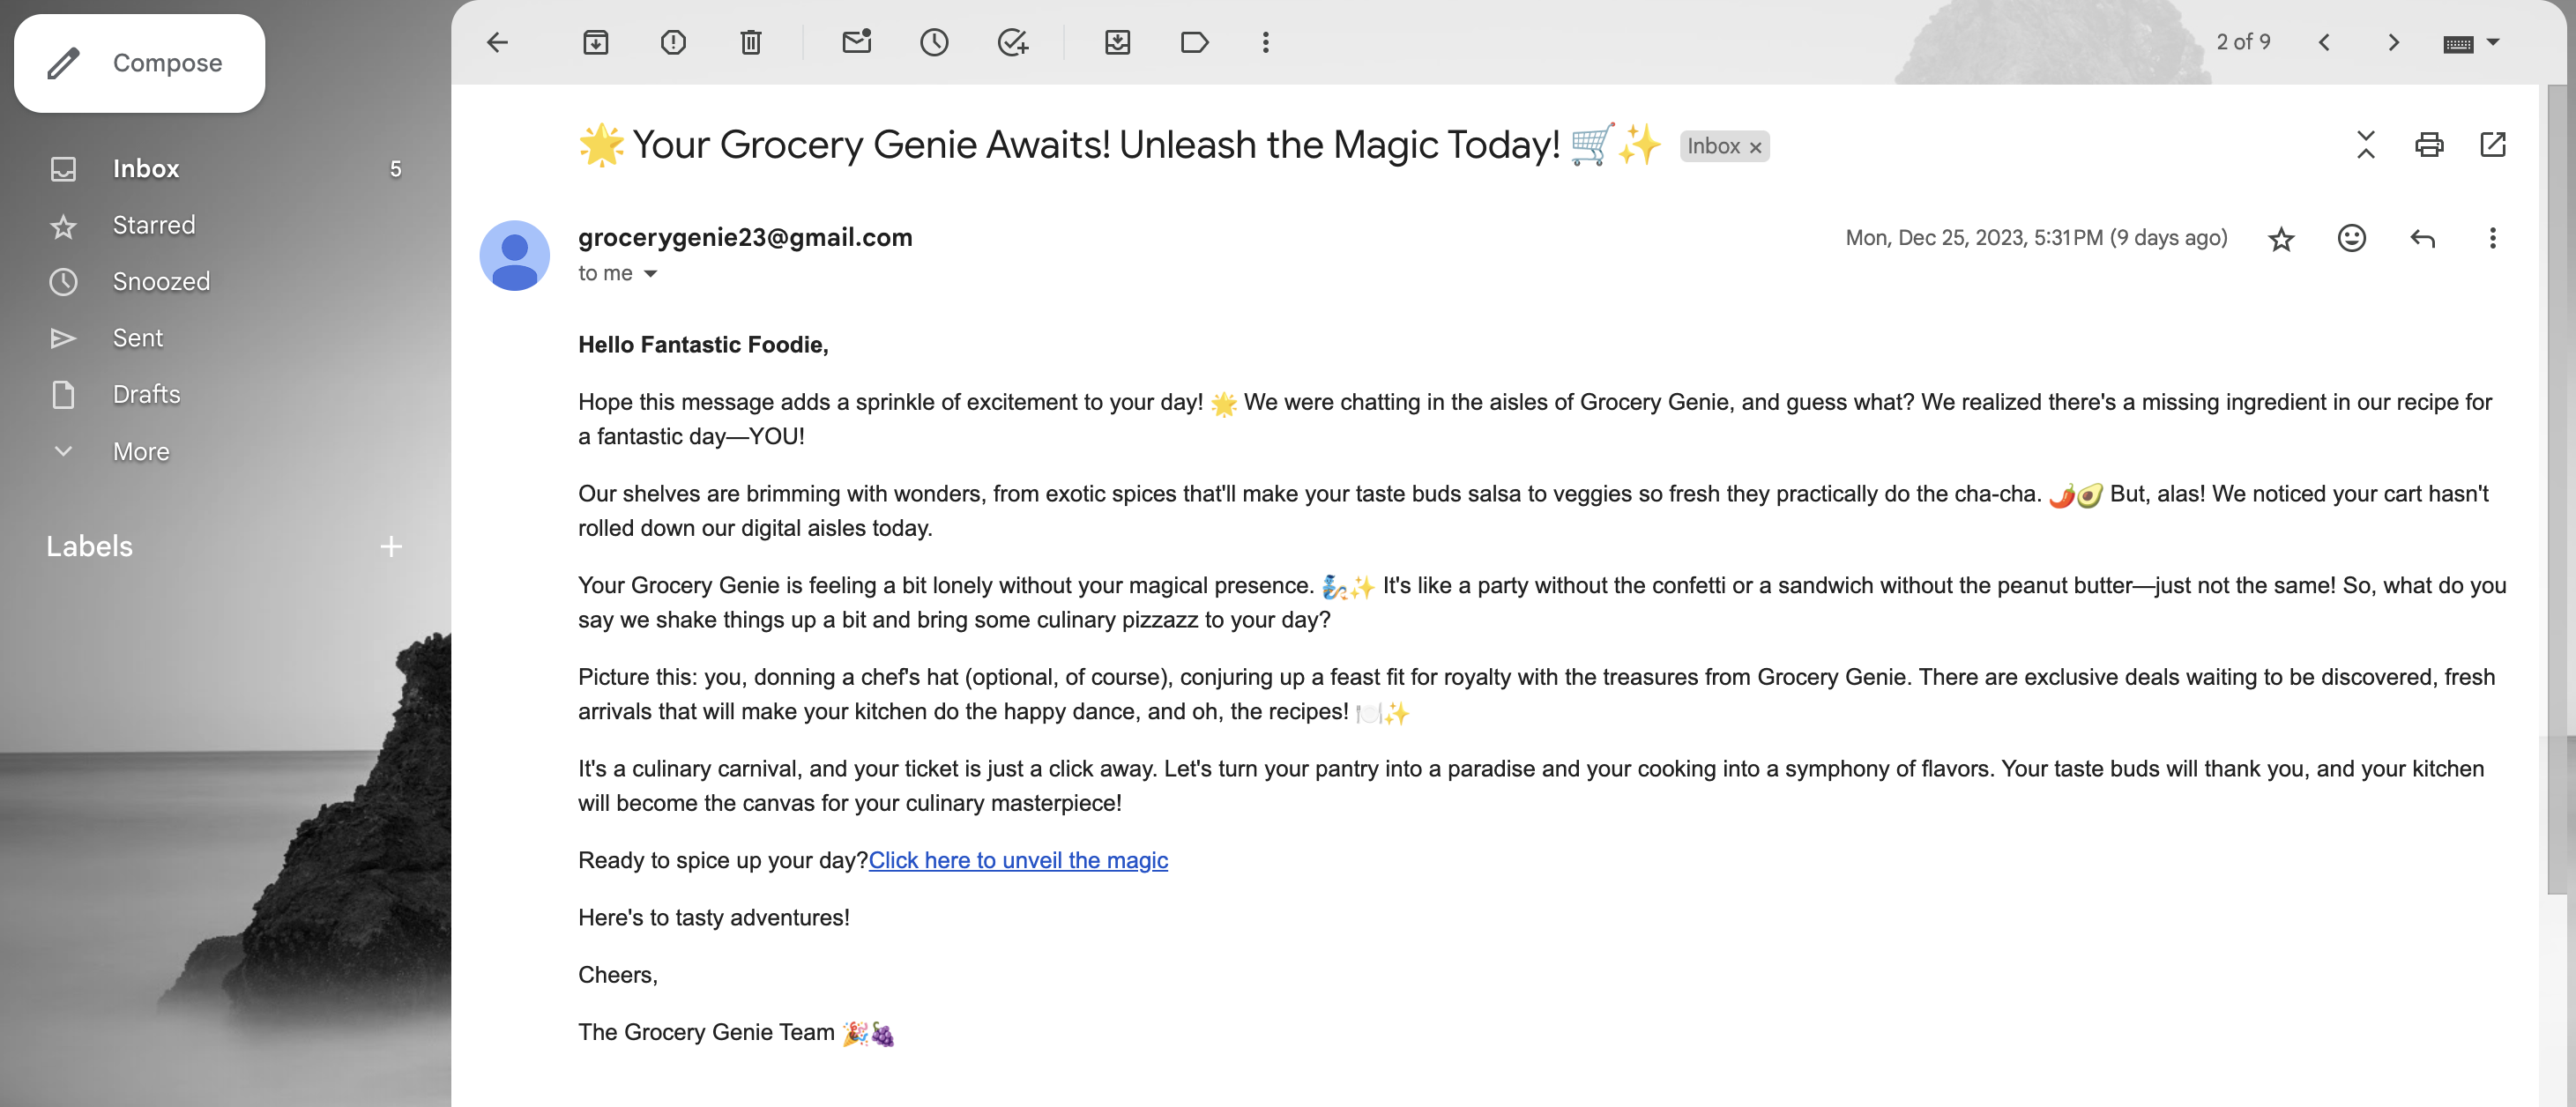 Compose
Inbox 5
Starred
Snoozed
Sent
Drafts
More
Labels
2 of 9
🌟 Your Grocery Genie Awaits! Unleash the Magic Today! 🛒✨ Inbox ×
grocerygenie23@gmail.com
Mon, Dec 25, 2023, 5:31 PM (9 days ago)
to me
Hello Fantastic Foodie,
Hope this message adds a sprinkle of excitement to your day! 🌟 We were chatting in the aisles of Grocery Genie, and guess what? We realized there's a missing ingredient in our recipe for
a fantastic day—YOU!
Our shelves are brimming with wonders, from exotic spices that'll make your taste buds salsa to veggies so fresh they practically do the cha-cha. 🌶️🥑 But, alas! We noticed your cart hasn't
rolled down our digital aisles today.
Your Grocery Genie is feeling a bit lonely without your magical presence. 🧞‍♂️✨ It's like a party without the confetti or a sandwich without the peanut butter—just not the same! So, what do you
say we shake things up a bit and bring some culinary pizzazz to your day?
Picture this: you, donning a chef's hat (optional, of course), conjuring up a feast fit for royalty with the treasures from Grocery Genie. There are exclusive deals waiting to be discovered, fresh
arrivals that will make your kitchen do the happy dance, and oh, the recipes! 🍽️✨
It's a culinary carnival, and your ticket is just a click away. Let's turn your pantry into a paradise and your cooking into a symphony of flavors. Your taste buds will thank you, and your kitchen
will become the canvas for your culinary masterpiece!
Ready to spice up your day?Click here to unveil the magic
Here's to tasty adventures!
Cheers,
The Grocery Genie Team 🎉🍇